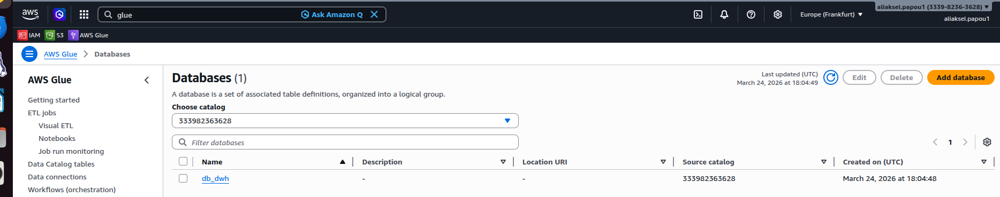 aws
glue
Ask Amazon Q
Europe (Frankfurt)
aliaksei.papou1 (3339-8236-3628)
aliaksei.papou1
IAM
S3
AWS Glue
AWS Glue
Databases
AWS Glue
Getting started
ETL jobs
Visual ETL
Notebooks
Job run monitoring
Data Catalog tables
Data connections
Workflows (orchestration)
Databases (1)
Last updated (UTC)
March 24, 2026 at 18:04:49
Edit
Delete
Add database
A database is a set of associated table definitions, organized into a logical group.
Choose catalog
333982363628
Filter databases
1
Name Description Location URI Source catalog Created on (UTC)
db_dwh - - 333982363628 March 24, 2026 at 18:04:48